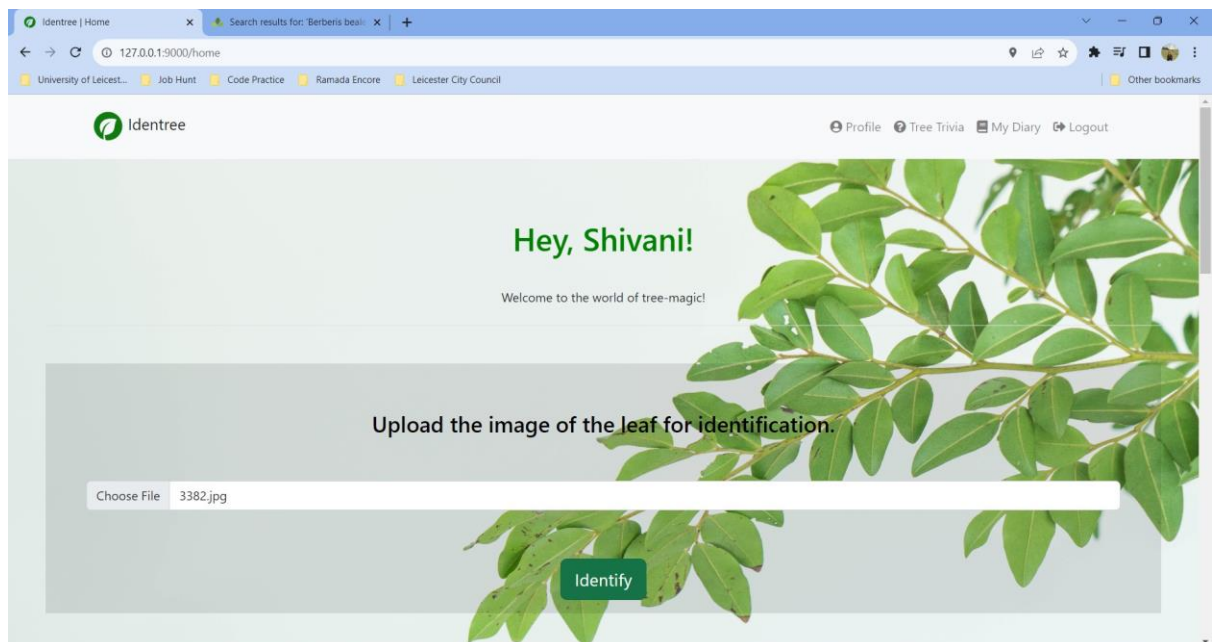 Identree | Home
Search results for: 'Berberis beale
127.0.0.1:9000/home
University of Leicest... Job Hunt Code Practice Ramada Encore Leicester City Council Other bookmarks
Identree Profile Tree Trivia My Diary Logout
Hey, Shivani!
Welcome to the world of tree-magic!
Upload the image of the leaf for identification.
Choose File 3382.jpg
Identify